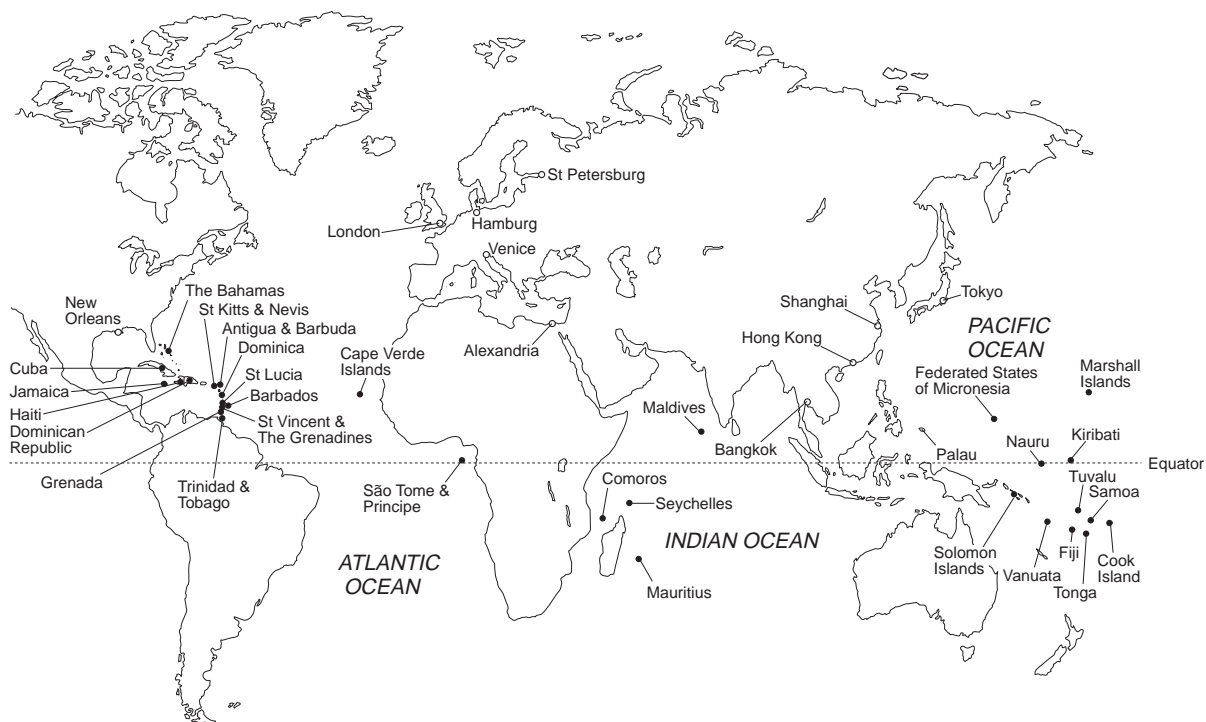 St Petersburg
Hamburg
London
Venice
The Bahamas
St Kitts & Nevis
New
Orleans
Antigua & Barbuda
Dominica
Cuba
St Lucia
Jamaica
Barbados
Haiti
St Vincent &
The Grenadines
Dominican
Republic
Grenada
Trinidad &
Tobago
Cape Verde
Islands
Alexandria
São Tome &
Principe
ATLANTIC
OCEAN
Maldives
Comoros
Seychelles
INDIAN OCEAN
Mauritius
Shanghai
Tokyo
Hong Kong
Bangkok
PACIFIC
OCEAN
Federated States
of Micronesia
Marshall
Islands
Palau
Nauru
Kiribati
Equator
Tuvalu
Samoa
Solomon
Islands
Vanuata
Fiji
Tonga
Cook
Island